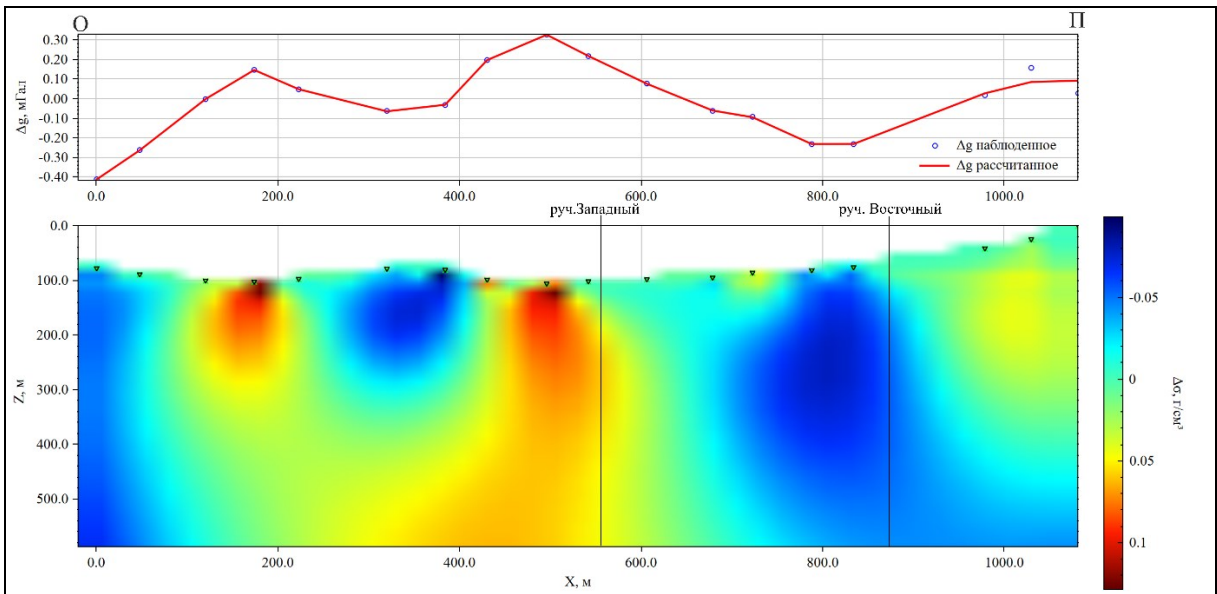 О П
0.30
0.20
0.10
0.00
-0.10
-0.20
-0.30
-0.40
Δg, мГал
Δg наблюденное
Δg рассчитанное
0.0 200.0 400.0 600.0 800.0 1000.0
руч.Западный руч. Восточный
0.0
100.0
200.0
300.0
400.0
500.0
Z, м
0.0 200.0 400.0 600.0 800.0 1000.0
X, м
-0.05
0
0.05
0.1
Δσ, г/см³